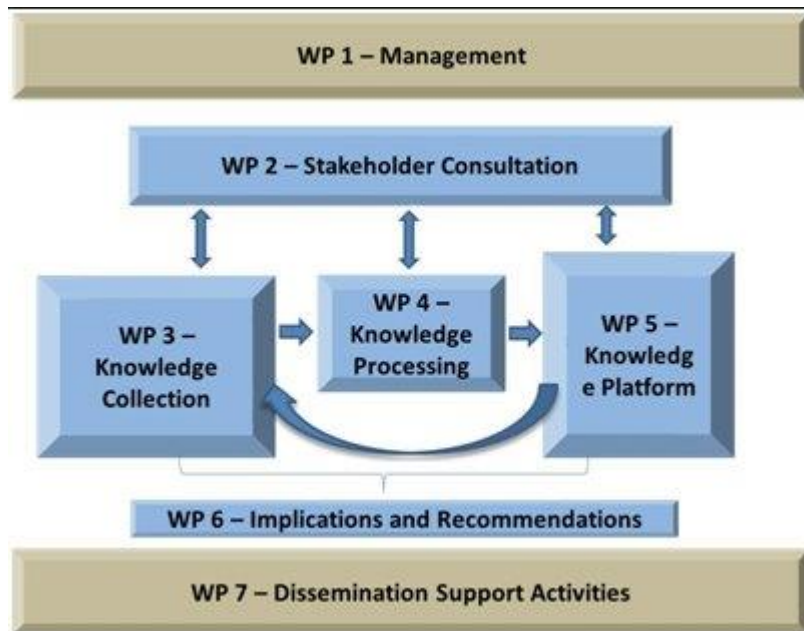 WP 1 – Management
WP 2 – Stakeholder Consultation
WP 3 –
Knowledge
Collection
WP 4 –
Knowledge
Processing
WP 5 –
Knowledg
e Platform
WP 6 – Implications and Recommendations
WP 7 – Dissemination Support Activities